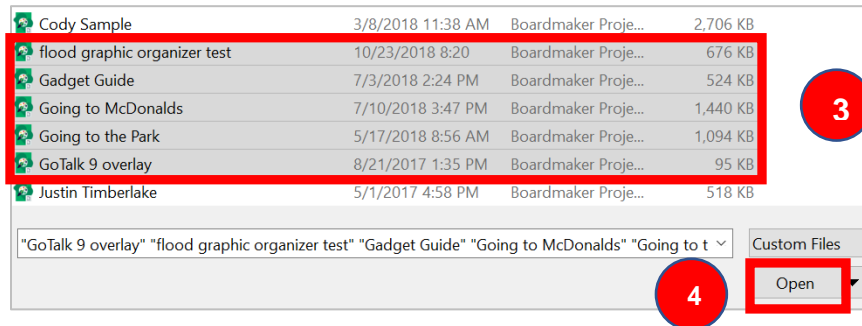 Cody Sample 3/8/2018 11:38 AM Boardmaker Proje... 2,706 KB
flood graphic organizer test 10/23/2018 8:20 Boardmaker Proje... 676 KB
Gadget Guide 7/3/2018 2:24 PM Boardmaker Proje... 524 KB
Going to McDonalds 7/10/2018 3:47 PM Boardmaker Proje... 1,440 KB
Going to the Park 5/17/2018 8:56 AM Boardmaker Proje... 1,094 KB
GoTalk 9 overlay 8/21/2017 1:35 PM Boardmaker Proje... 95 KB
Justin Timberlake 5/1/2017 4:58 PM Boardmaker Proje... 518 KB
3
"GoTalk 9 overlay" "flood graphic organizer test" "Gadget Guide" "Going to McDonalds" "Going to t Custom Files
Open
4